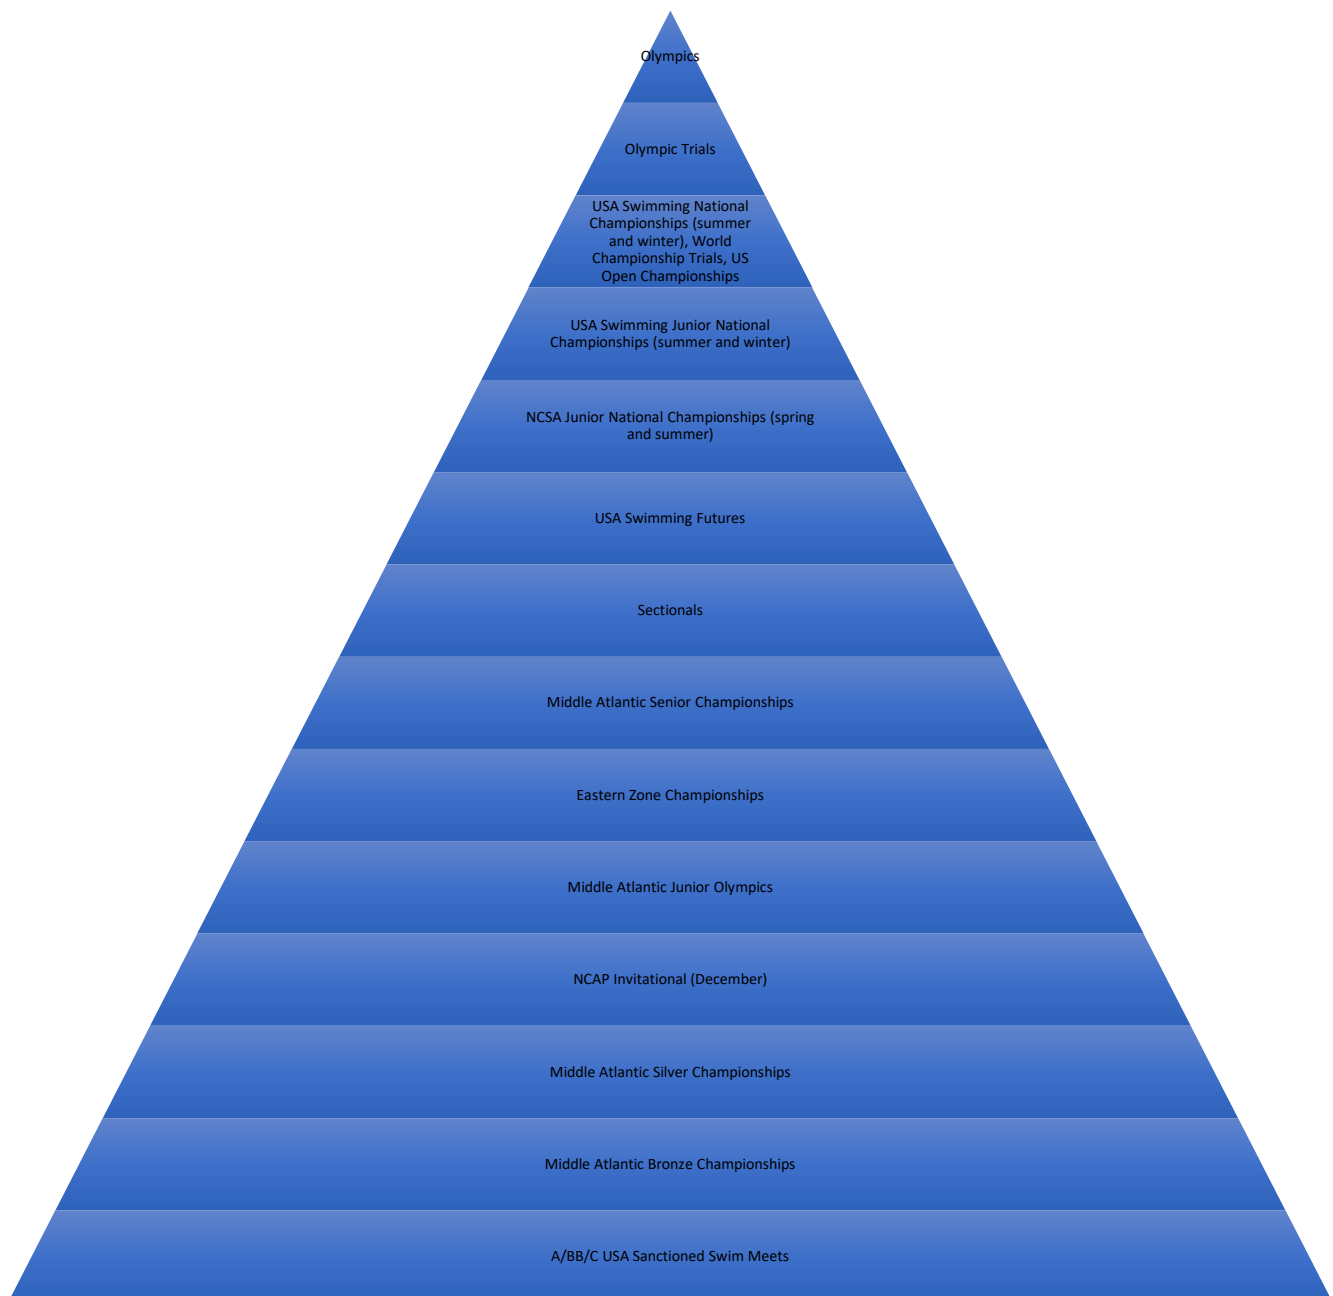 Olympics
Olympic Trials
USA Swimming National
Championships (summer
and winter), World
Championship Trials, US
Open Championships
USA Swimming Junior National
Championships (summer and winter)
NCSA Junior National Championships (spring
and summer)
USA Swimming Futures
Sectionals
Middle Atlantic Senior Championships
Eastern Zone Championships
Middle Atlantic Junior Olympics
NCAP Invitational (December)
Middle Atlantic Silver Championships
Middle Atlantic Bronze Championships
A/BB/C USA Sanctioned Swim Meets